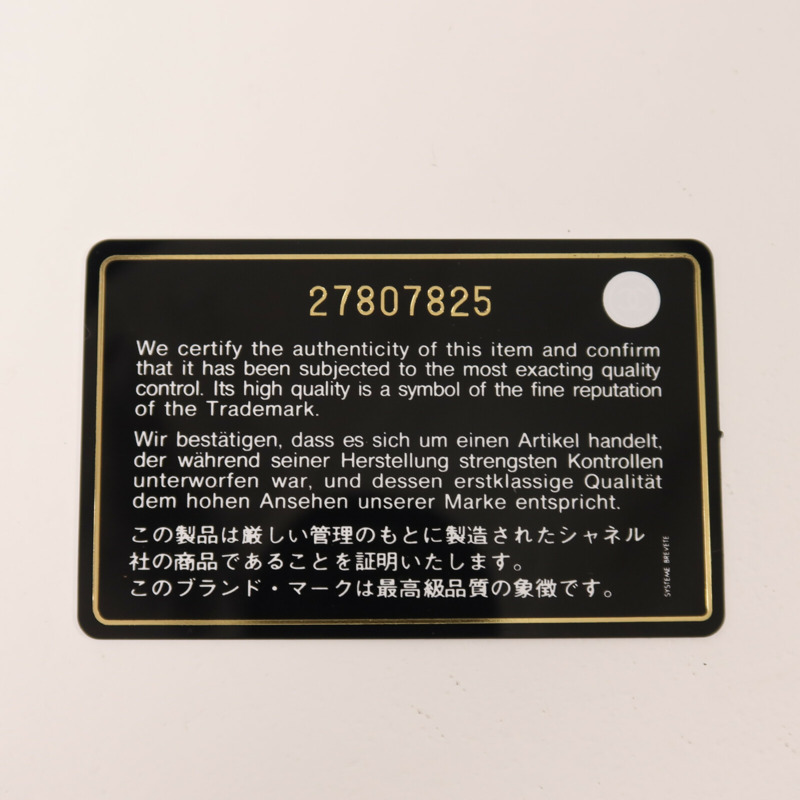 27807825
We certify the authenticity of this item and confirm
that it has been subjected to the most exacting quality
control. Its high quality is a symbol of the fine reputation
of the Trademark.
Wir bestätigen, dass es sich um einen Artikel handelt,
der während seiner Herstellung strengsten Kontrollen
unterworfen war, und dessen erstklassige Qualität
dem hohen Ansehen unserer Marke entspricht.
この製品は厳しい管理のもとに製造されたシャネル
社の商品であることを証明いたします。
このブランド・マークは最高級品質の象徴です。
SYSTEME BREVETE